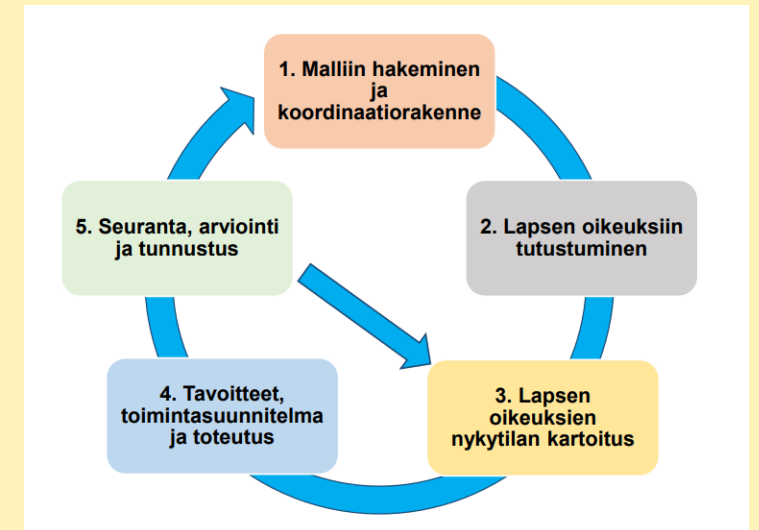 1. Malliin hakeminen
ja
koordinaatiorakenne
2. Lapsen oikeuksiin
tutustuminen
3. Lapsen
oikeuksien
nykytilan kartoitus
4. Tavoitteet,
toimintasuunnitelma
ja toteutus
5. Seuranta, arviointi
ja tunnustus